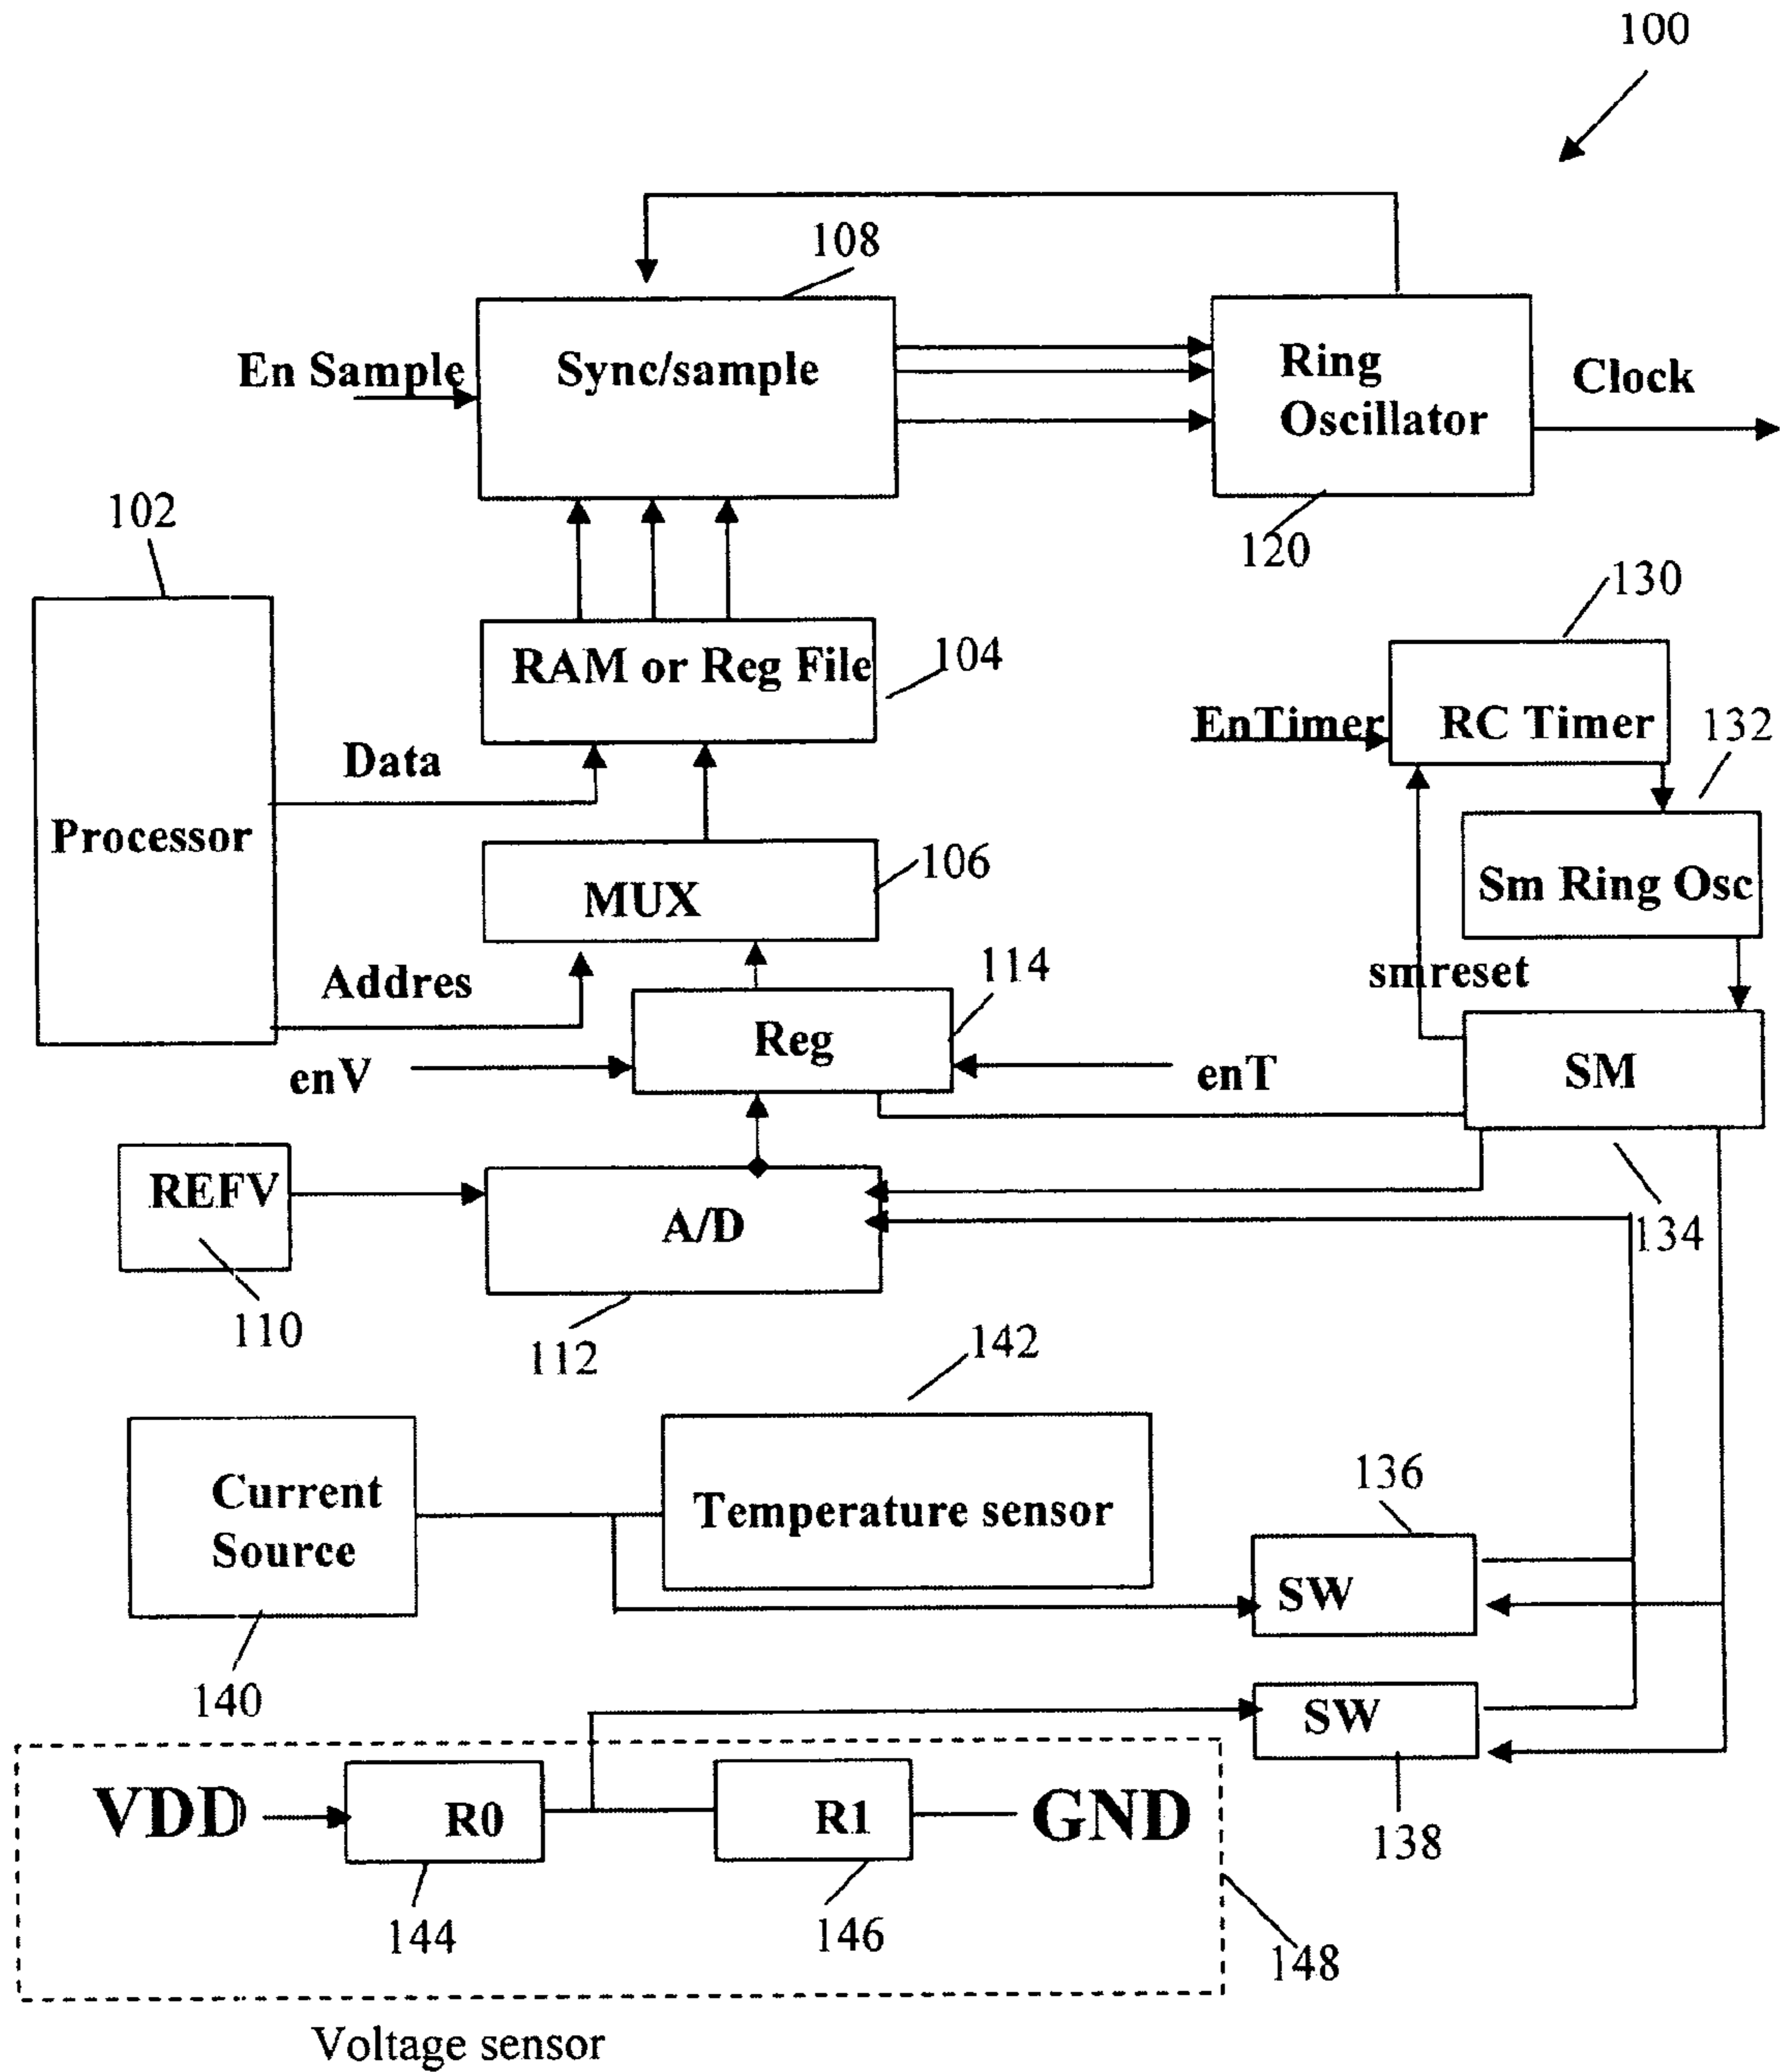 100
108
En Sample
Sync/sample
Ring
Oscillator
Clock
102
120
130
RAM or Reg File
104
EnTimer
RC Timer
132
Data
Processor
106
MUX
Sm Ring Osc
Addres
114
smreset
Reg
enV
enT
SM
REFV
A/D
134
110
112
142
Current
Source
Temperature sensor
136
SW
140
SW
VDD
R0
R1
GND
138
144
146
148
Voltage sensor